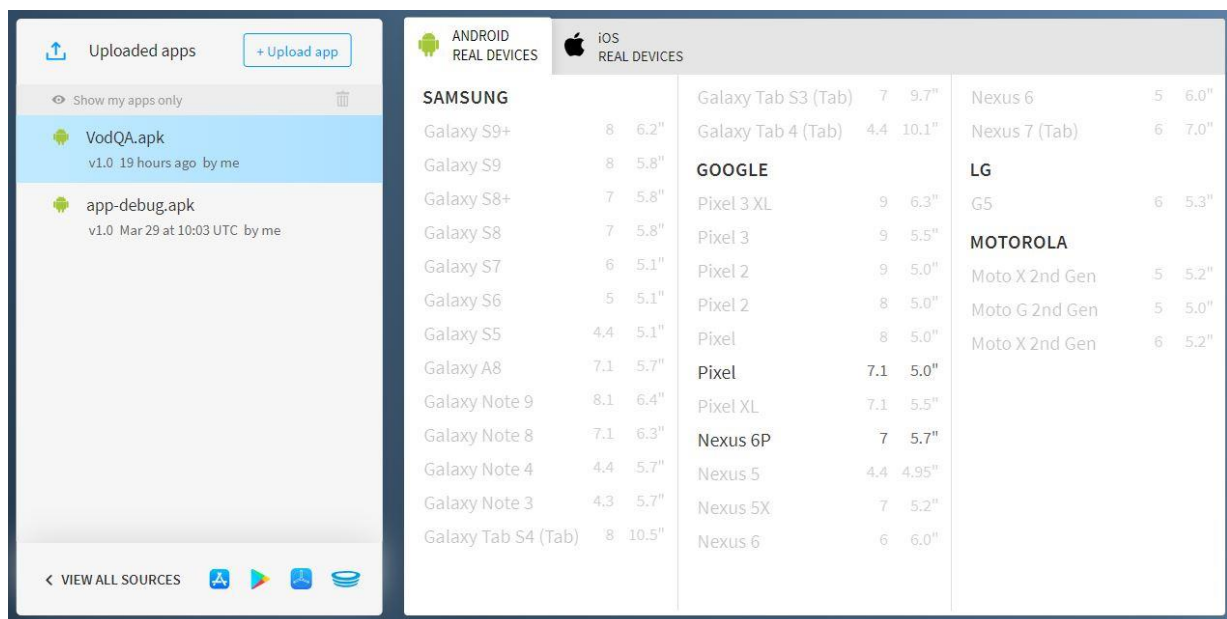 Uploaded apps
+ Upload app
Show my apps only
VodQA.apk
v1.0 19 hours ago by me
app-debug.apk
v1.0 Mar 29 at 10:03 UTC by me
VIEW ALL SOURCES
ANDROID
REAL DEVICES
iOS
REAL DEVICES
SAMSUNG
Galaxy S9+ 8 6.2"
Galaxy S9 8 5.8"
Galaxy S8+ 7 5.8"
Galaxy S8 7 5.8"
Galaxy S7 6 5.1"
Galaxy S6 5 5.1"
Galaxy S5 4.4 5.1"
Galaxy A8 7.1 5.7"
Galaxy Note 9 8.1 6.4"
Galaxy Note 8 7.1 6.3"
Galaxy Note 4 4.4 5.7"
Galaxy Note 3 4.3 5.7"
Galaxy Tab S4 (Tab) 8 10.5"
Galaxy Tab S3 (Tab) 7 9.7"
Galaxy Tab 4 (Tab) 4.4 10.1"
GOOGLE
Pixel 3 XL 9 6.3"
Pixel 3 9 5.5"
Pixel 2 9 5.0"
Pixel 2 8 5.0"
Pixel 8 5.0"
Pixel 7.1 5.0"
Pixel XL 7.1 5.5"
Nexus 6P 7 5.7"
Nexus 5 4.4 4.95"
Nexus 5X 7 5.2"
Nexus 6 6 6.0"
Nexus 6 5 6.0"
Nexus 7 (Tab) 6 7.0"
LG
G5 6 5.3"
MOTOROLA
Moto X 2nd Gen 5 5.2"
Moto G 2nd Gen 5 5.0"
Moto X 2nd Gen 6 5.2"